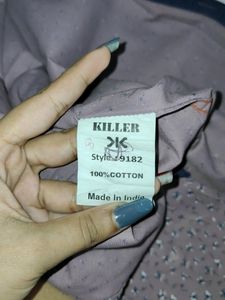 KILLER
Style #9182
100%COTTON
Made in India